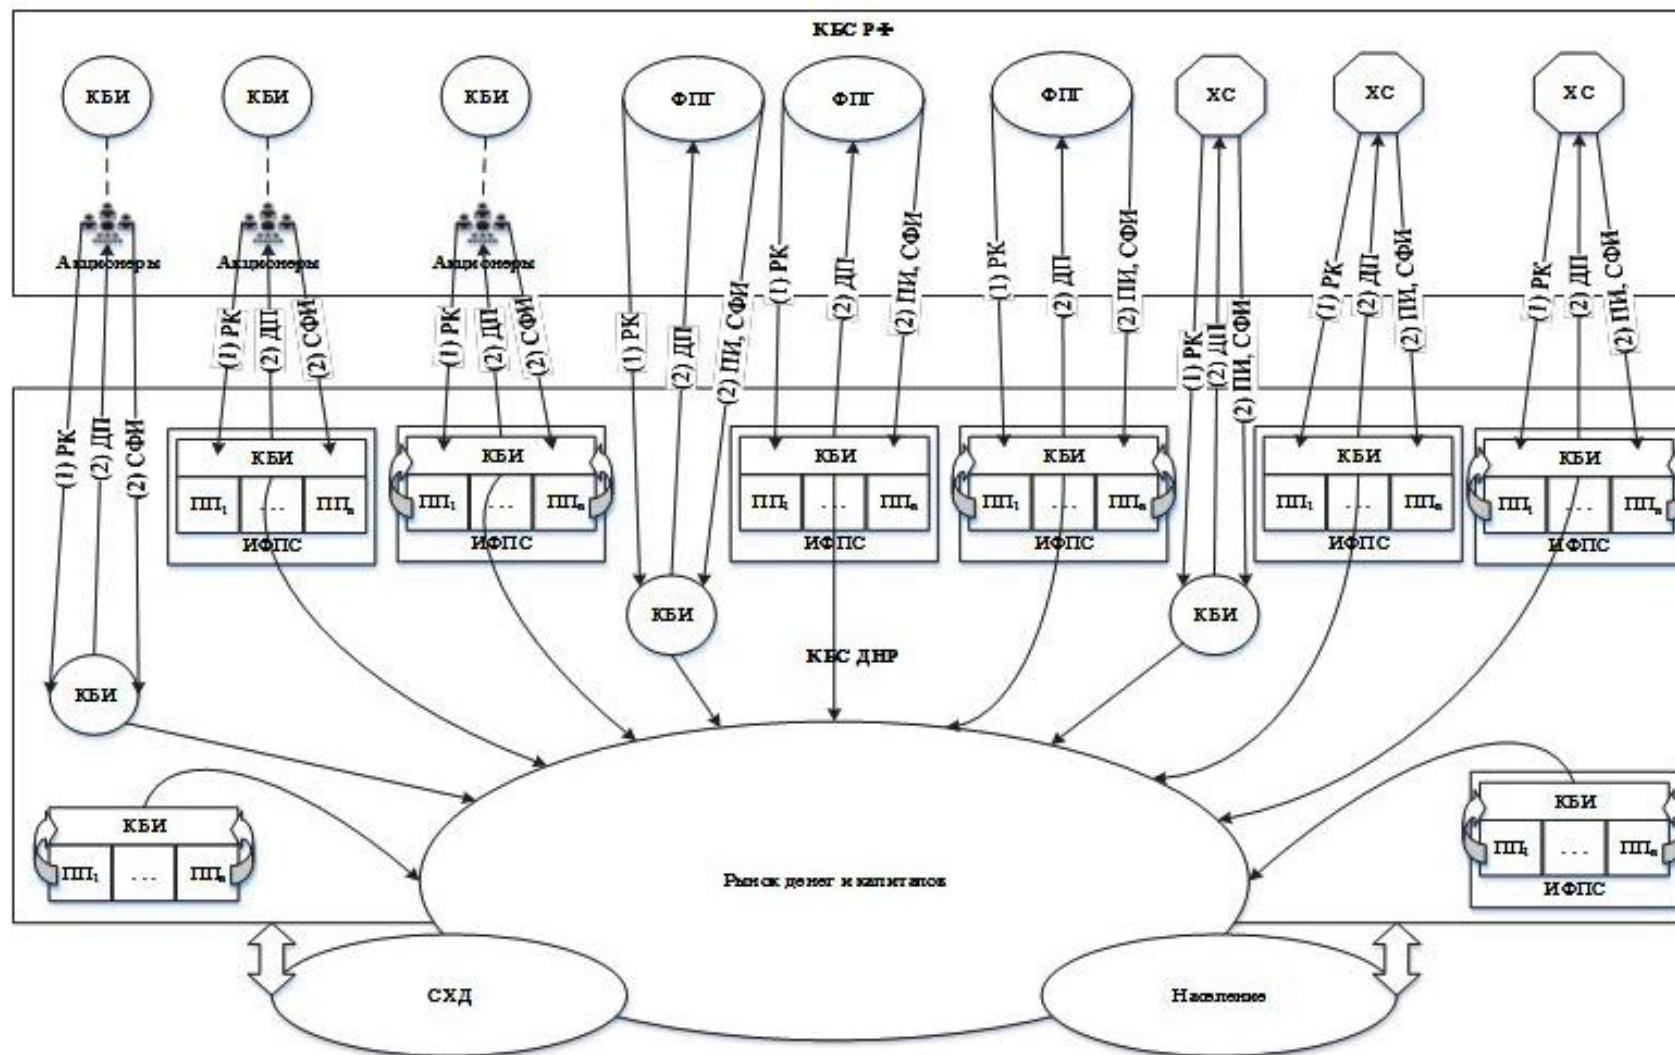 КБС РФ
КБИ
КБИ
КБИ
ФПГ
ФПГ
ФПГ
ХС
ХС
ХС
Акционеры
Акционеры
Акционеры
(1) РК
(2) ДП
(2) СФИ
(1) РК
(2) ДП
(2) СФИ
(1) РК
(2) ДП
(2) СФИ
(1) РК
(2) ДП
(2) ПИ, СФИ
(1) РК
(2) ДП
(2) ПИ, СФИ
(1) РК
(2) ДП
(2) ПИ, СФИ
(1) РК
(2) ДП
(2) ПИ, СФИ
(1) РК
(2) ДП
(2) ПИ, СФИ
(1) РК
(2) ДП
(2) ПИ, СФИ
КБИ
ПП₁ ... ППₙ
ИФПС
КБИ
ПП₁ ... ППₙ
ИФПС
КБИ
ПП₁ ... ППₙ
ИФПС
КБИ
ПП₁ ... ППₙ
ИФПС
КБИ
ПП₁ ... ППₙ
ИФПС
КБИ
ПП₁ ... ППₙ
ИФПС
КБИ
КБИ
КБС ДНР
КБИ
КБИ
ПП₁ ... ППₙ
КБИ
ПП₁ ... ППₙ
ИФПС
Рынок денег и капиталов
СХД
Население